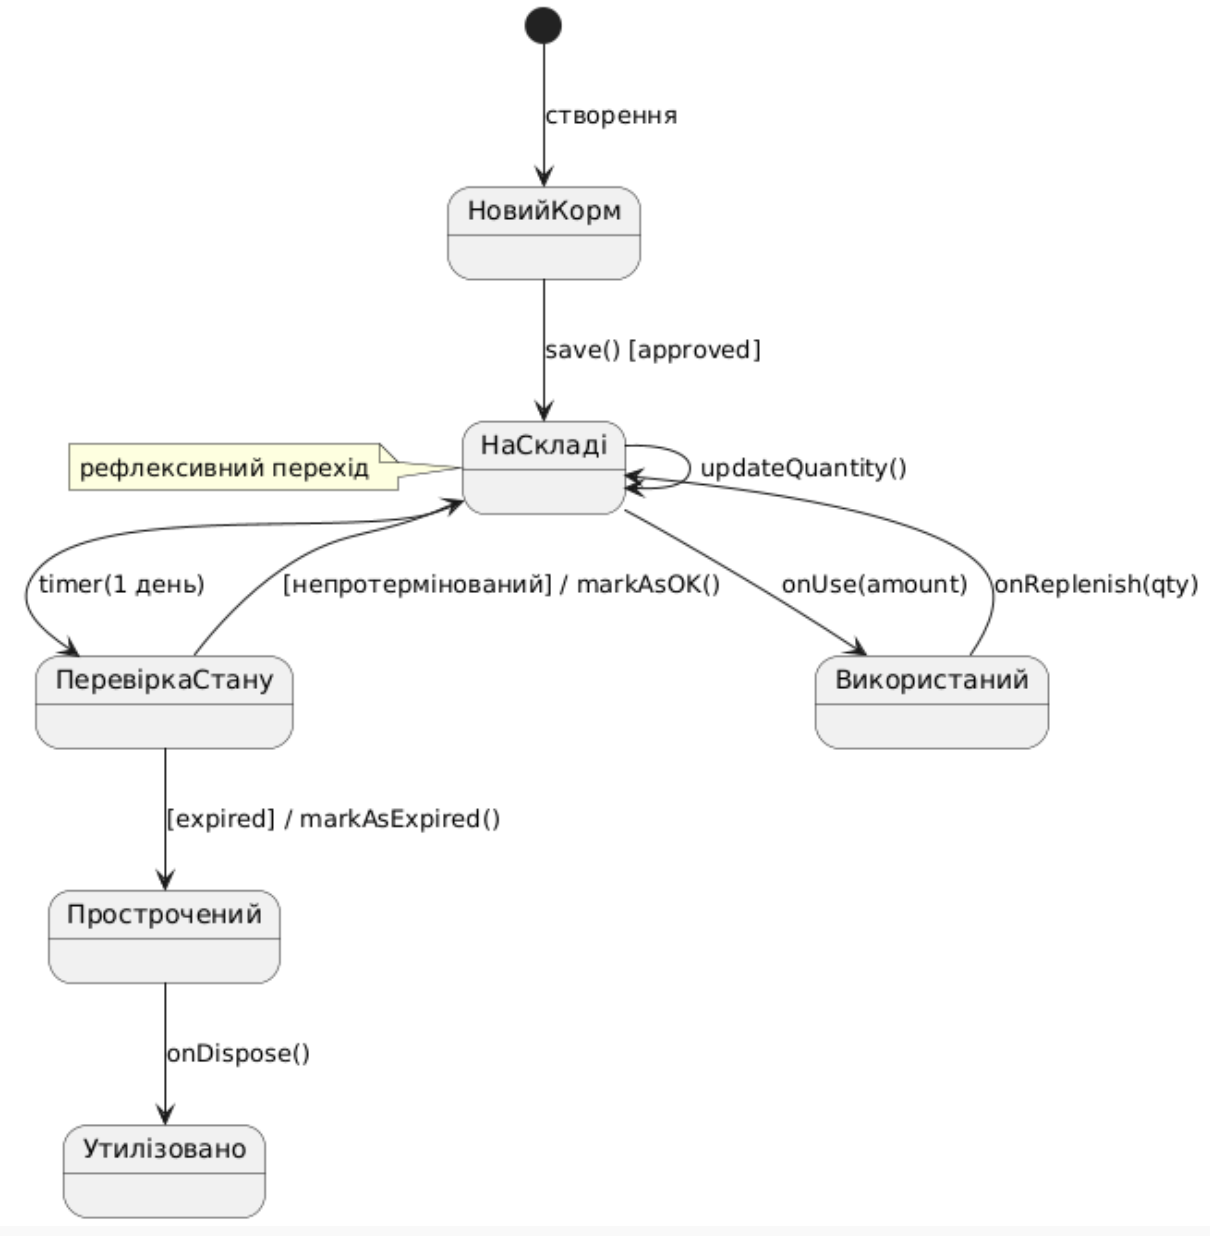 створення
НовийКорм
save() [approved]
НаСкладі
рефлексивний перехід
updateQuantity()
timer(1 день)
[непротермінований] / markAsOK()
onUse(amount)
onReplenish(qty)
ПеревіркаСтану
Використаний
[expired] / markAsExpired()
Прострочений
onDispose()
Утилізовано